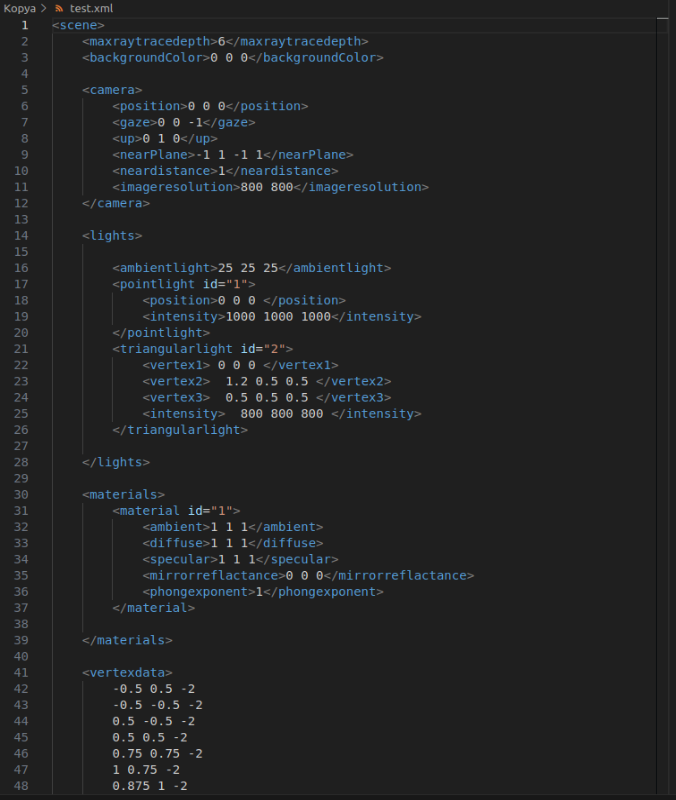 Kopya > test.xml
1 <scene>
2 <maxraytracedepth>6</maxraytracedepth>
3 <backgroundColor>0 0 0</backgroundColor>
4
5 <camera>
6 <position>0 0 0</position>
7 <gaze>0 0 -1</gaze>
8 <up>0 1 0</up>
9 <nearPlane>-1 1 -1 1</nearPlane>
10 <neardistance>1</neardistance>
11 <imageresolution>800 800</imageresolution>
12 </camera>
13
14 <lights>
15
16 <ambientlight>25 25 25</ambientlight>
17 <pointlight id="1">
18 <position>0 0 0 </position>
19 <intensity>1000 1000 1000</intensity>
20 </pointlight>
21 <triangularlight id="2">
22 <vertex1> 0 0 0 </vertex1>
23 <vertex2>  1.2 0.5 0.5 </vertex2>
24 <vertex3>  0.5 0.5 0.5 </vertex3>
25 <intensity>  800 800 800 </intensity>
26 </triangularlight>
27
28 </lights>
29
30 <materials>
31 <material id="1">
32 <ambient>1 1 1</ambient>
33 <diffuse>1 1 1</diffuse>
34 <specular>1 1 1</specular>
35 <mirrorreflactance>0 0 0</mirrorreflactance>
36 <phongexponent>1</phongexponent>
37 </material>
38
39 </materials>
40
41 <vertexdata>
42 -0.5 0.5 -2
43 -0.5 -0.5 -2
44 0.5 -0.5 -2
45 0.5 0.5 -2
46 0.75 0.75 -2
47 1 0.75 -2
48 0.875 1 -2